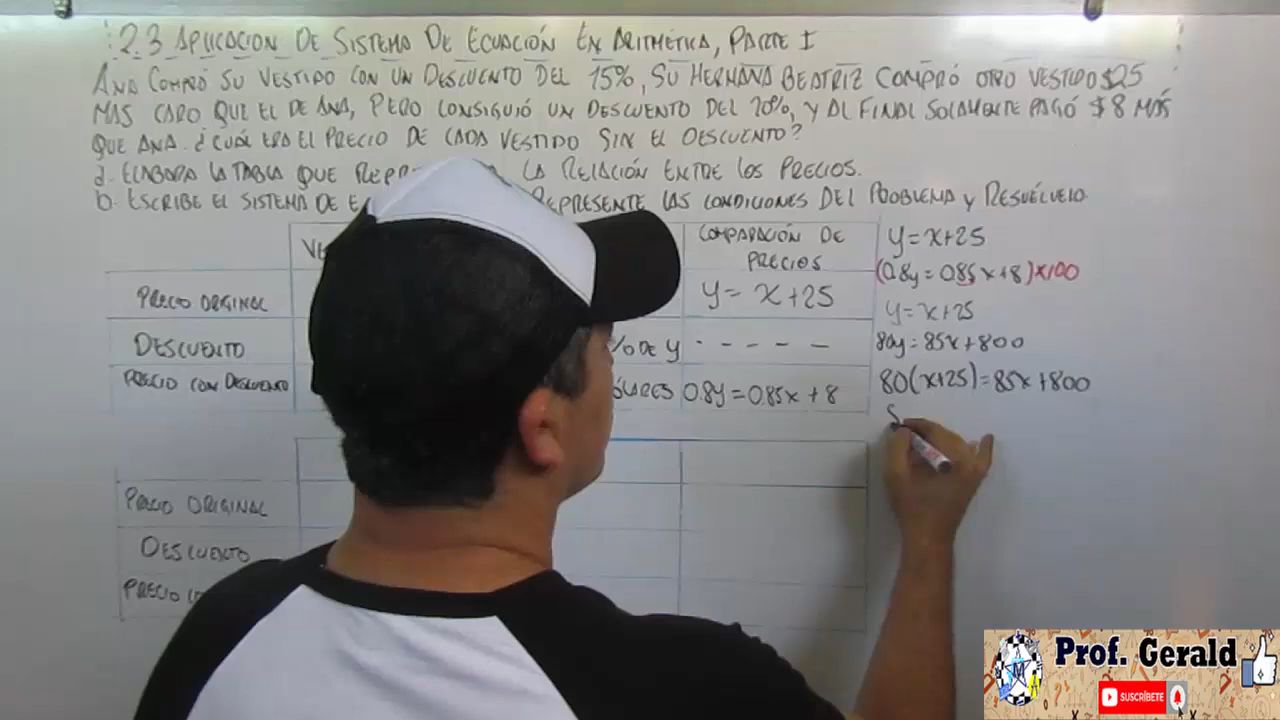 2.3 APLICACIÓN DE SISTEMA DE ECUACIÓN EN ARITMÉTICA, PARTE I
ANA COMPRÓ SU VESTIDO CON UN DESCUENTO DEL 15%, SU HERMANA BEATRIZ COMPRÓ OTRO VESTIDO $25
MAS CARO QUE EL DE ANA, PERO CONSIGUIÓ UN DESCUENTO DEL 20%, Y AL FINAL SOLAMENTE PAGÓ $8 MÁS
QUE ANA. ¿CUÁL ERA EL PRECIO DE CADA VESTIDO SIN EL DESCUENTO?
a. ELABORA LA TABLA QUE LA RELACIÓN ENTRE LOS PRECIOS.
b. ESCRIBE EL SISTEMA DE REPRESENTE LAS CONDICIONES DEL PROBLEMA Y RESUÉLVELO.
COMPARACIÓN DE
PRECIOS
PRECIO ORIGINAL y = x+25
DESCUENTO % DE y - - - - -
PRECIO CON DESCUENTO 0.8y = 0.85x + 8
PRECIO ORIGINAL
DESCUENTO
PRECIO
y = x+25
(0.8y = 0.85x+8)×100
y = x+25
80y = 85x+800
80(x+25) = 85x+800
Prof. Gerald
SUSCRÍBETE